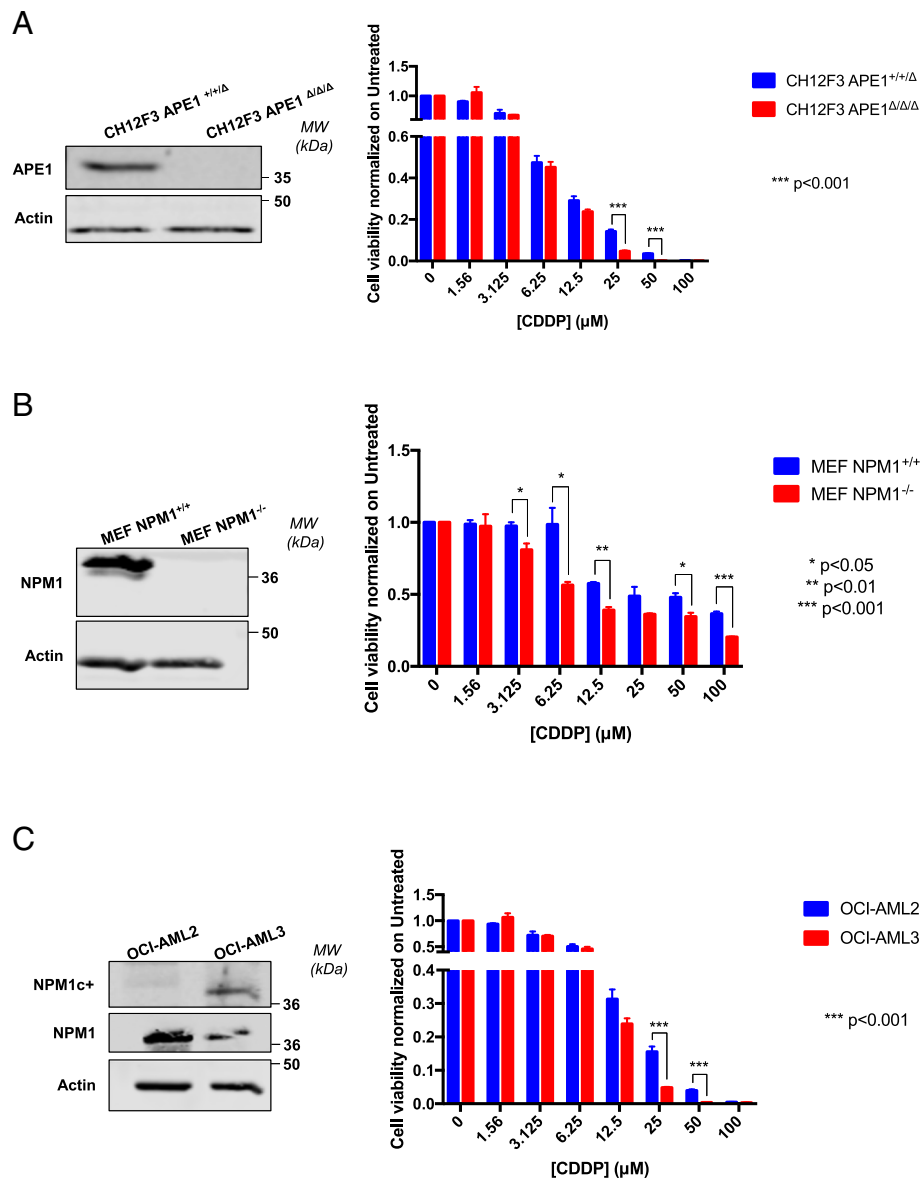 A
CH12F3 APE1 +/+/Δ
CH12F3 APE1 Δ/Δ/Δ
MW
(kDa)
APE1
35
50
Actin
Cell viability normalized on Untreated
1.0
0.6
0.4
0.2
0.0
0
1.56
3.125
6.25
12.5
25
50
100
***
***
[CDDP] (µM)
CH12F3 APE1+/+/Δ
CH12F3 APE1Δ/Δ/Δ
*** p<0.001
B
MEF NPM1+/+
MEF NPM1-/-
MW
(kDa)
NPM1
36
50
Actin
Cell viability normalized on Untreated
1.5
1.0
0.5
0.0
0
1.56
3.125
6.25
12.5
25
50
100
*
*
**
*
***
[CDDP] (µM)
MEF NPM1+/+
MEF NPM1-/-
* p<0.05
** p<0.01
*** p<0.001
C
OCI-AML2
OCI-AML3
MW
(kDa)
NPM1c+
36
NPM1
36
50
Actin
Cell viability normalized on Untreated
1.5
1.0
0.5
0.4
0.3
0.2
0.1
0.0
0
1.56
3.125
6.25
12.5
25
50
100
***
***
[CDDP] (µM)
OCI-AML2
OCI-AML3
*** p<0.001